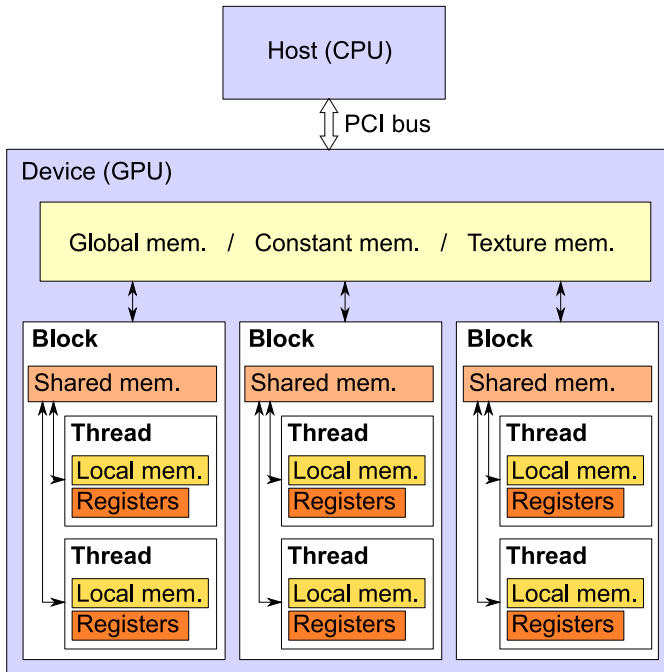 Host (CPU)
PCI bus
Device (GPU)
Global mem. / Constant mem. / Texture mem.
Block
Shared mem.
Thread
Local mem.
Registers
Thread
Local mem.
Registers
Block
Shared mem.
Thread
Local mem.
Registers
Thread
Local mem.
Registers
Block
Shared mem.
Thread
Local mem.
Registers
Thread
Local mem.
Registers